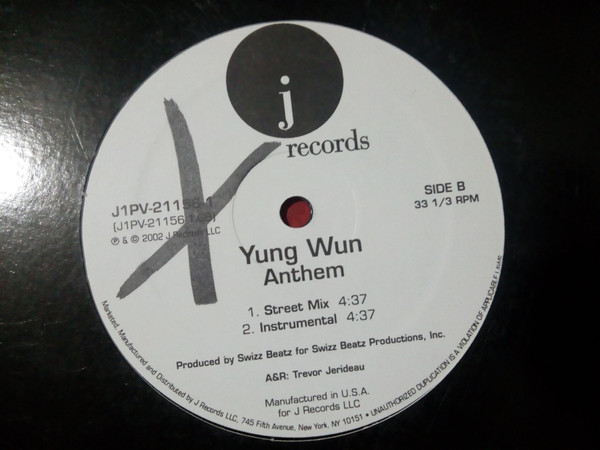 j
records
J1PV-21156-1
SIDE B
33 1/3 RPM
℗ & © 2002 J Records LLC
Yung Wun
Anthem
1. Street Mix 4:37
2. Instrumental 4:37
Produced by Swizz Beatz for Swizz Beatz Productions, Inc.
A&R: Trevor Jerideau
Manufactured in U.S.A.
for J Records LLC
Marketed, Manufactured and Distributed by J Records LLC, 745 Fifth Avenue, New York, NY 10151 • UNAUTHORIZED DUPLICATION IS A VIOLATION OF APPLICABLE LAWS